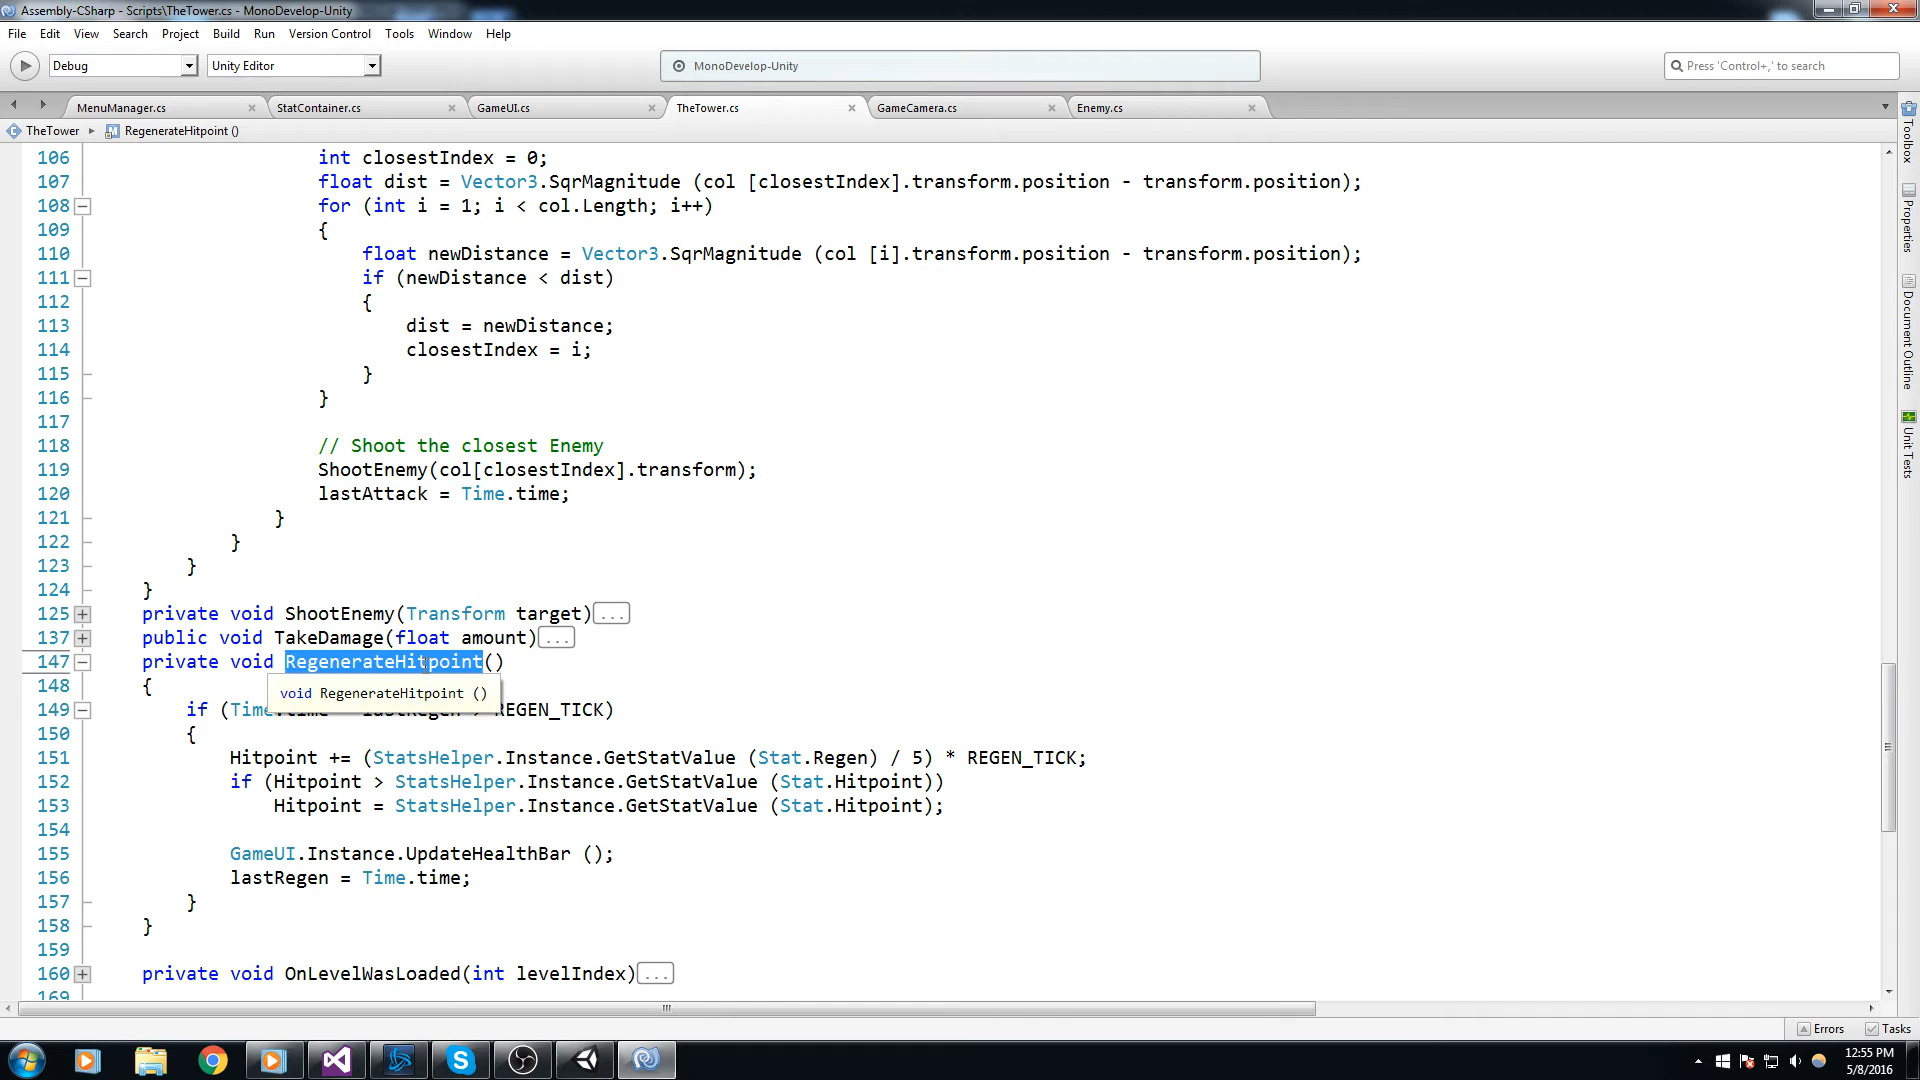 Assembly-CSharp - Scripts\TheTower.cs - MonoDevelop-Unity
File Edit View Search Project Build Run Version Control Tools Window Help
Debug Unity Editor MonoDevelop-Unity Press 'Control+,' to search
MenuManager.cs StatContainer.cs GameUI.cs TheTower.cs GameCamera.cs Enemy.cs
TheTower RegenerateHitpoint ()
106 int closestIndex = 0;
107 float dist = Vector3.SqrMagnitude (col [closestIndex].transform.position - transform.position);
108 for (int i = 1; i < col.Length; i++)
109 {
110 float newDistance = Vector3.SqrMagnitude (col [i].transform.position - transform.position);
111 if (newDistance < dist)
112 {
113 dist = newDistance;
114 closestIndex = i;
115 }
116 }
117
118 // Shoot the closest Enemy
119 ShootEnemy(col[closestIndex].transform);
120 lastAttack = Time.time;
121 }
122 }
123 }
124 }
125 private void ShootEnemy(Transform target)...
137 public void TakeDamage(float amount)...
147 private void RegenerateHitpoint()
148 {
void RegenerateHitpoint ()
149 if (Time.time - lastRegen > REGEN_TICK)
150 {
151 Hitpoint += (StatsHelper.Instance.GetStatValue (Stat.Regen) / 5) * REGEN_TICK;
152 if (Hitpoint > StatsHelper.Instance.GetStatValue (Stat.Hitpoint))
153 Hitpoint = StatsHelper.Instance.GetStatValue (Stat.Hitpoint);
154
155 GameUI.Instance.UpdateHealthBar ();
156 lastRegen = Time.time;
157 }
158 }
159
160 private void OnLevelWasLoaded(int levelIndex)...
169
Toolbox
Properties
Document Outline
Unit Tests
Errors Tasks
12:55 PM
5/8/2016